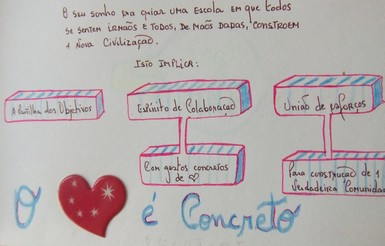 O seu sonho era criar uma Escola em que todos
se sentem irmãos e todos, de mãos dadas, constroem
1 Nova Civilização.
Isto Implica:
A Partilha dos Objectivos
Espírito de Colaboração
União de esforços
Com gestos concretos
de ♡
Para construção de 1
Verdadeira "Comunidade
O ❤ é Concreto